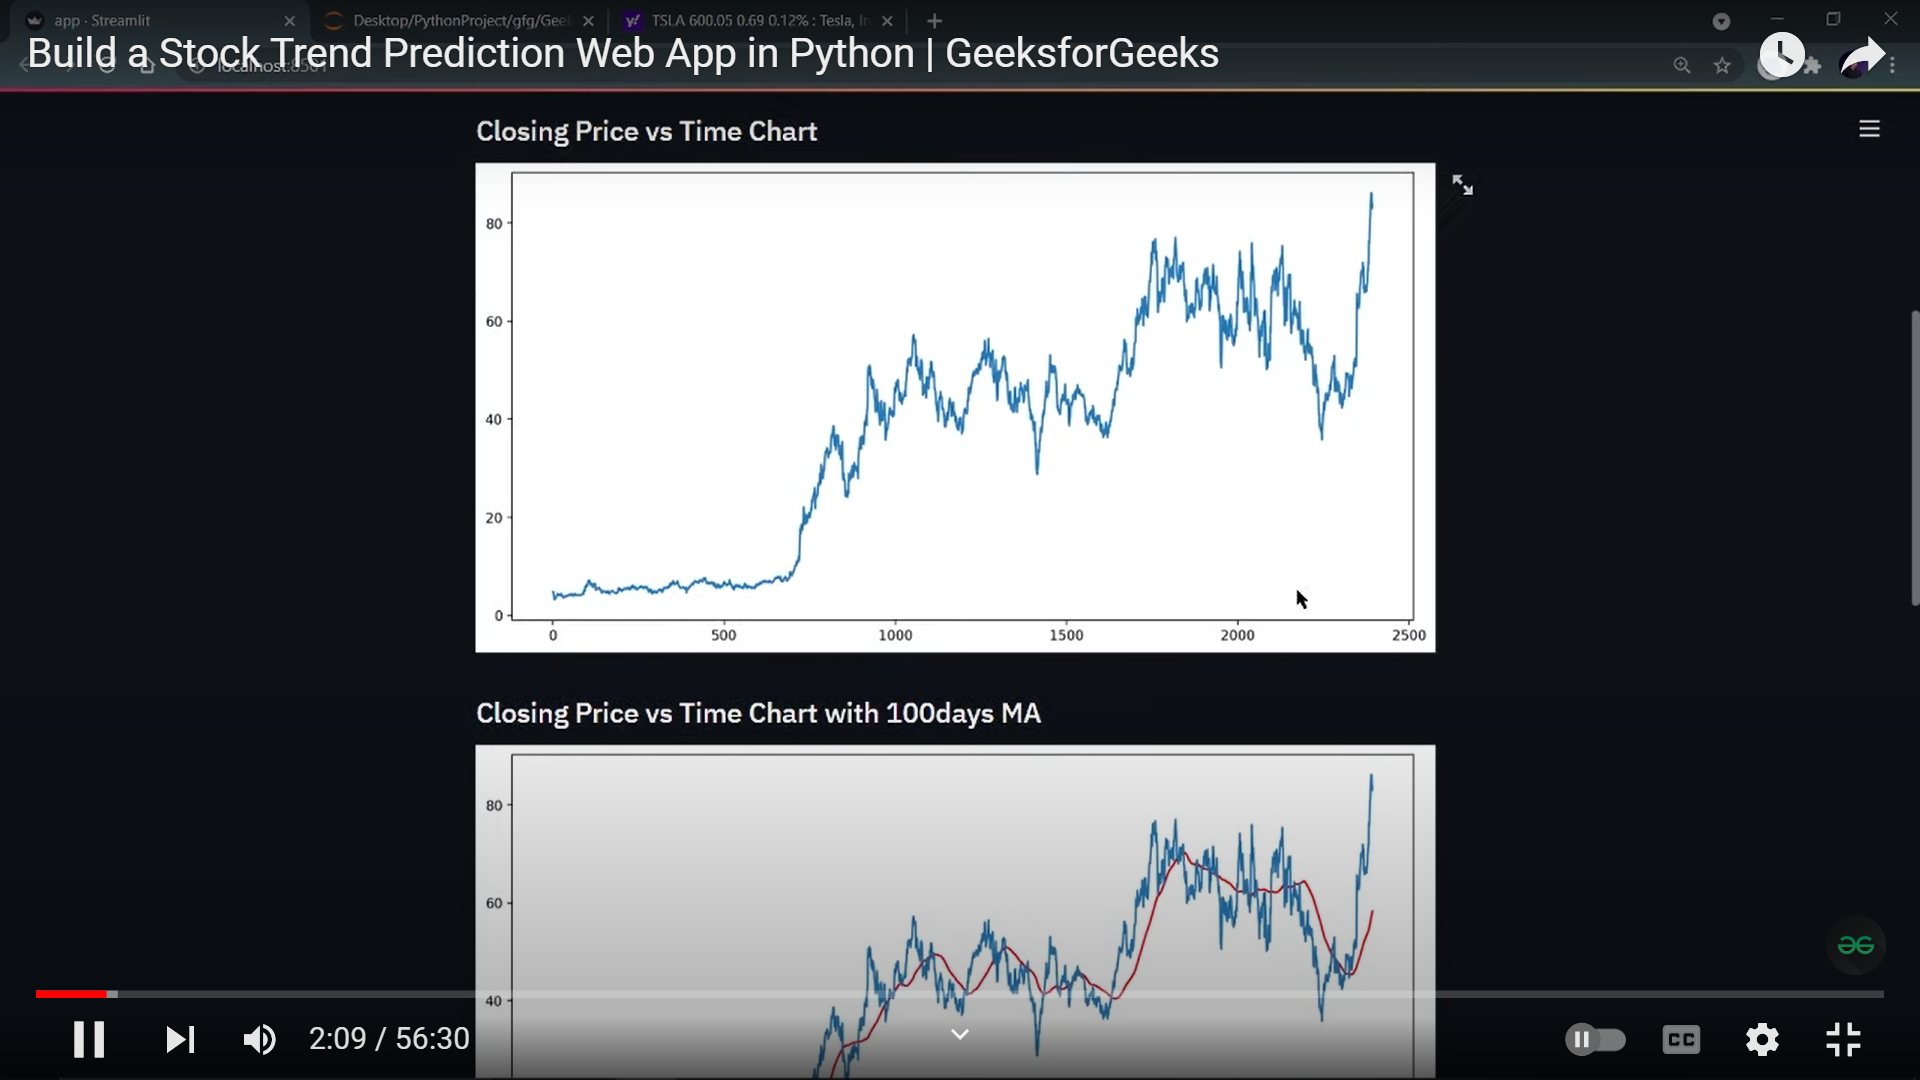 app · Streamlit
Desktop/PythonProject/gfg/Gee
TSLA 600.05 0.69 0.12% : Tesla, In
Build a Stock Trend Prediction Web App in Python | GeeksforGeeks
localhost:8501
Closing Price vs Time Chart
80
60
40
20
0
0 500 1000 1500 2000 2500
Closing Price vs Time Chart with 100days MA
80
60
40
2:09 / 56:30
CC